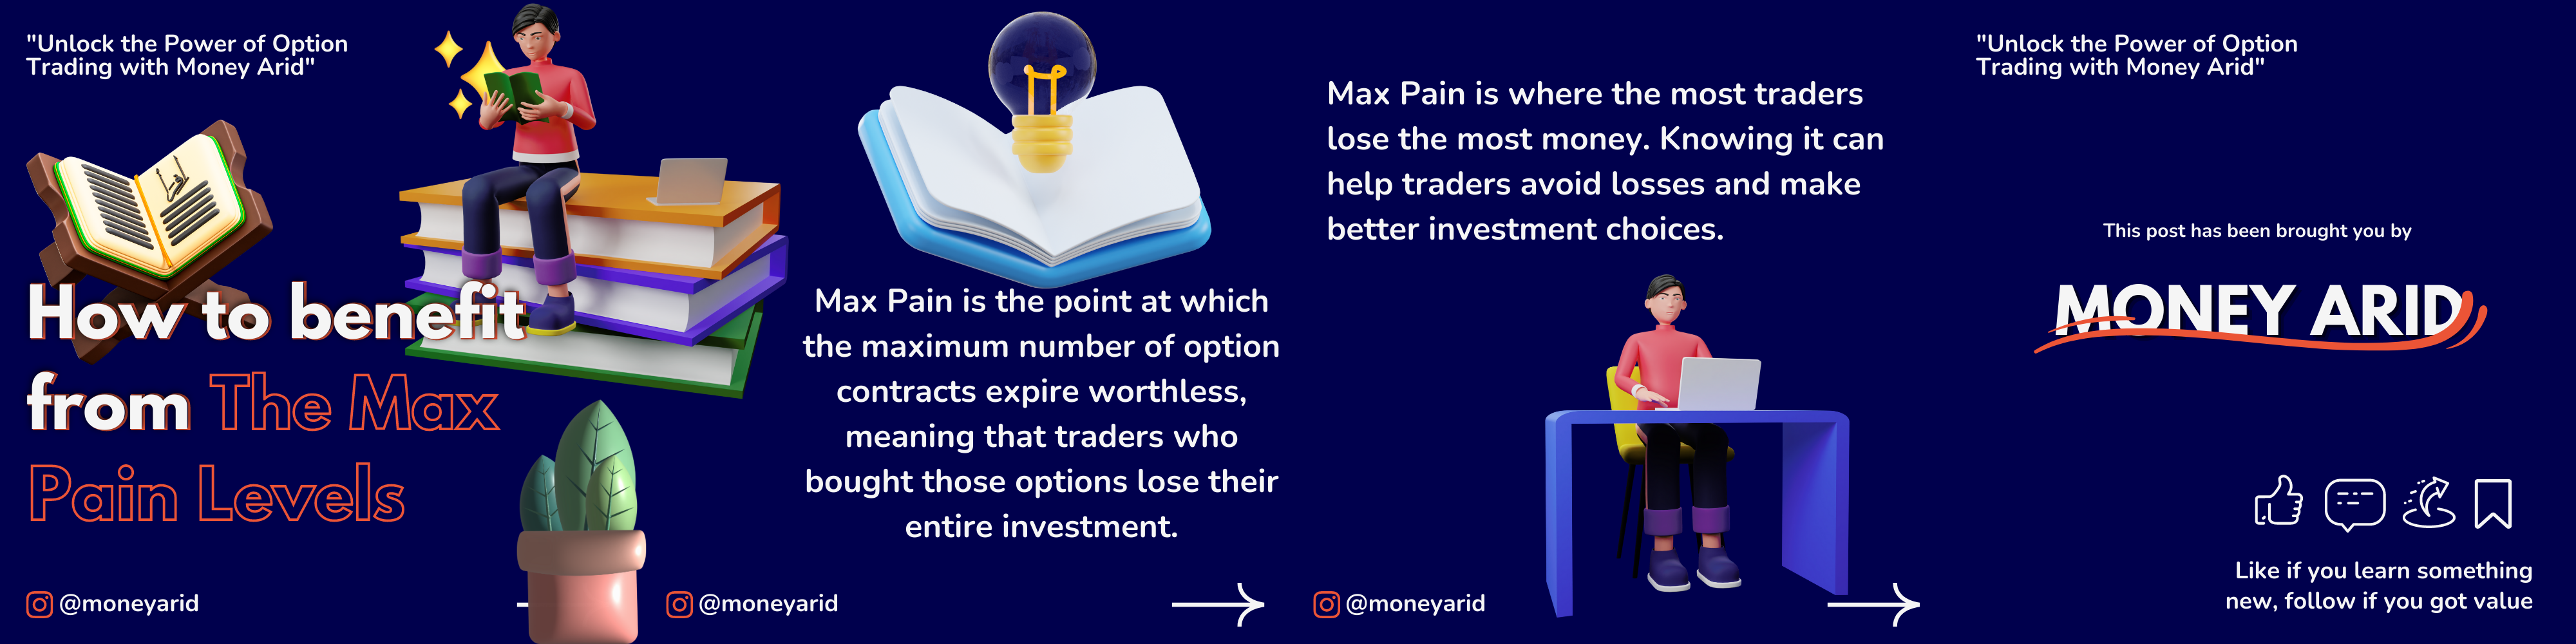 "Unlock the Power of Option
Trading with Money Arid"
اقرأ
How to benefit
from The Max
Pain Levels
@moneyarid
Max Pain is the point at which
the maximum number of option
contracts expire worthless,
meaning that traders who
bought those options lose their
entire investment.
@moneyarid
Max Pain is where the most traders
lose the most money. Knowing it can
help traders avoid losses and make
better investment choices.
@moneyarid
"Unlock the Power of Option
Trading with Money Arid"
This post has been brought you by
MONEY ARID
Like if you learn something
new, follow if you got value